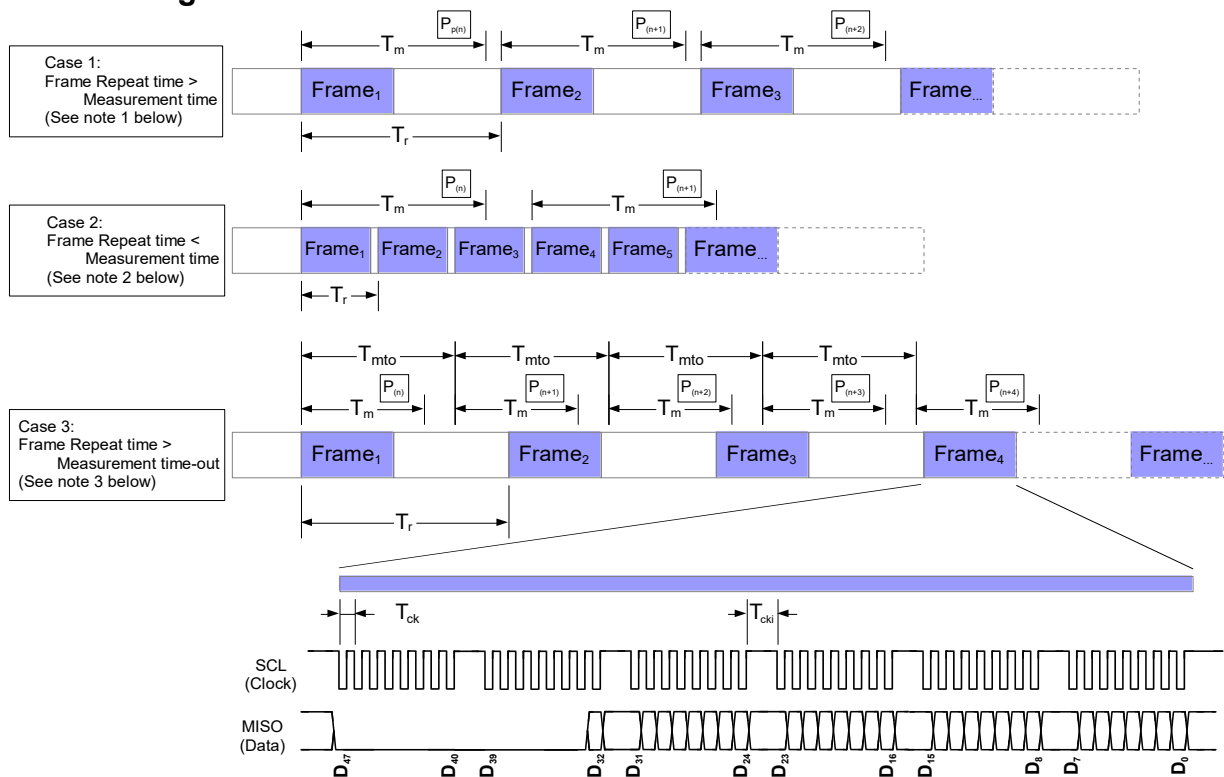 Case 1:
Frame Repeat time >
Measurement time
(See note 1 below)
Tm Pp(n) Tm P(n+1) Tm P(n+2)
Frame1 Frame2 Frame3 Frame...
Tr
Case 2:
Frame Repeat time <
Measurement time
(See note 2 below)
Tm P(n) Tm P(n+1)
Frame1 Frame2 Frame3 Frame4 Frame5 Frame...
Tr
Case 3:
Frame Repeat time >
Measurement time-out
(See note 3 below)
Tmto Tmto Tmto Tmto
Tm P(n) Tm P(n+1) Tm P(n+2) Tm P(n+3) Tm P(n+4)
Frame1 Frame2 Frame3 Frame4 Frame...
Tr
Tck Tcki
SCL
(Clock)
MISO
(Data)
D47 D40 D39 D32 D31 D24 D23 D16 D15 D8 D7 D0